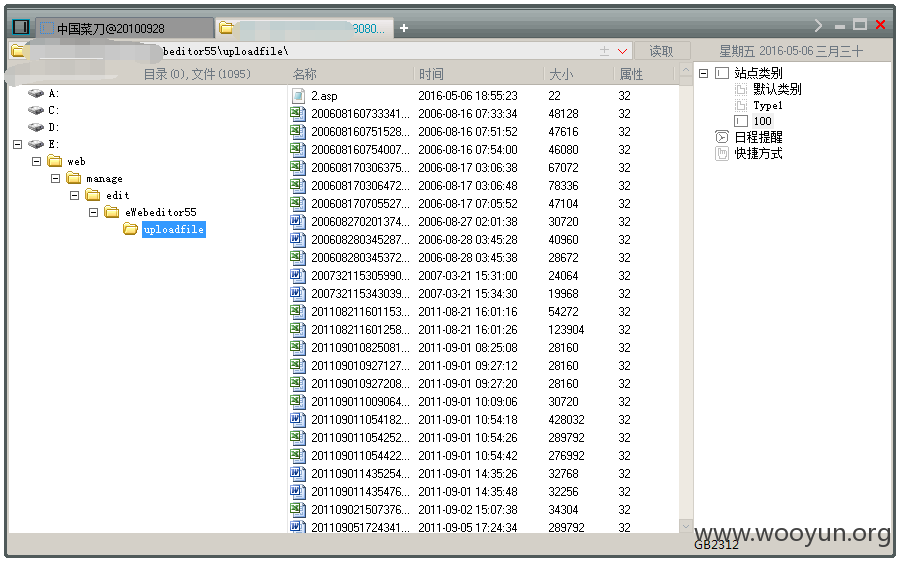 中国菜刀@20100928
8080...
+
ebeditor55\uploadfile\
读取
星期五 2016-05-06 三月三十
目录(0),文件(1095)
名称 时间 大小 属性
A:
C:
D:
E:
web
manage
edit
eWebeditor55
uploadfile
2.asp 2016-05-06 18:55:23 22 32
200608160733341... 2006-08-16 07:33:34 48128 32
200608160751528... 2006-08-16 07:51:52 47616 32
200608160754007... 2006-08-16 07:54:00 46080 32
200608170306375... 2006-08-17 03:06:38 67072 32
200608170306472... 2006-08-17 03:06:48 78336 32
200608170705527... 2006-08-17 07:05:52 47104 32
200608270201374... 2006-08-27 02:01:38 30720 32
200608280345287... 2006-08-28 03:45:28 40960 32
200608280345372... 2006-08-28 03:45:38 28672 32
200732115305990... 2007-03-21 15:31:00 24064 32
200732115343039... 2007-03-21 15:34:30 19968 32
201108211601153... 2011-08-21 16:01:16 54272 32
201108211601258... 2011-08-21 16:01:26 123904 32
201109010825081... 2011-09-01 08:25:08 28160 32
201109010927127... 2011-09-01 09:27:12 28160 32
201109010927208... 2011-09-01 09:27:20 28160 32
201109011009064... 2011-09-01 10:09:06 30720 32
201109011054182... 2011-09-01 10:54:18 428032 32
201109011054252... 2011-09-01 10:54:26 289792 32
201109011054422... 2011-09-01 10:54:42 276992 32
201109011435254... 2011-09-01 14:35:26 32768 32
201109011435476... 2011-09-01 14:35:48 32256 32
201109021507376... 2011-09-02 15:07:38 34304 32
201109051724341... 2011-09-05 17:24:34 289792 32
站点类别
默认类别
Type1
100
日程提醒
快捷方式
www.wooyun.org
GB2312